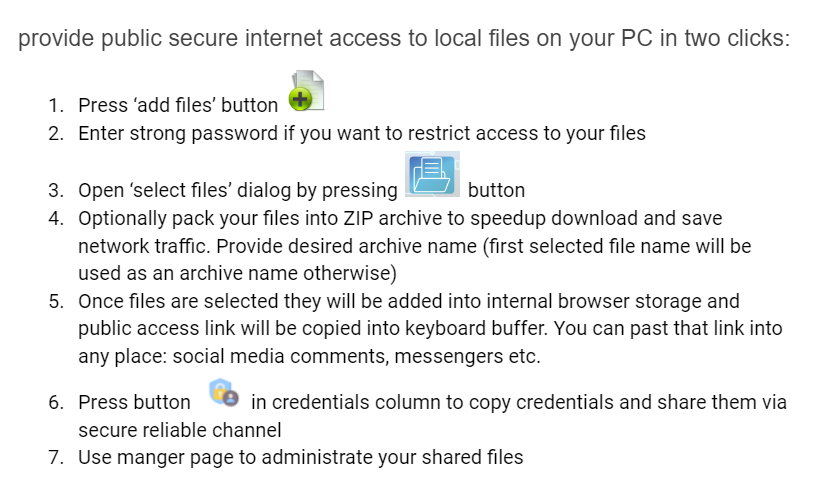 provide public secure internet access to local files on your PC in two clicks:
1. Press ‘add files’ button
2. Enter strong password if you want to restrict access to your files
3. Open ‘select files’ dialog by pressing button
4. Optionally pack your files into ZIP archive to speedup download and save
network traffic. Provide desired archive name (first selected file name will be
used as an archive name otherwise)
5. Once files are selected they will be added into internal browser storage and
public access link will be copied into keyboard buffer. You can past that link into
any place: social media comments, messengers etc.
6. Press button in credentials column to copy credentials and share them via
secure reliable channel
7. Use manger page to administrate your shared files